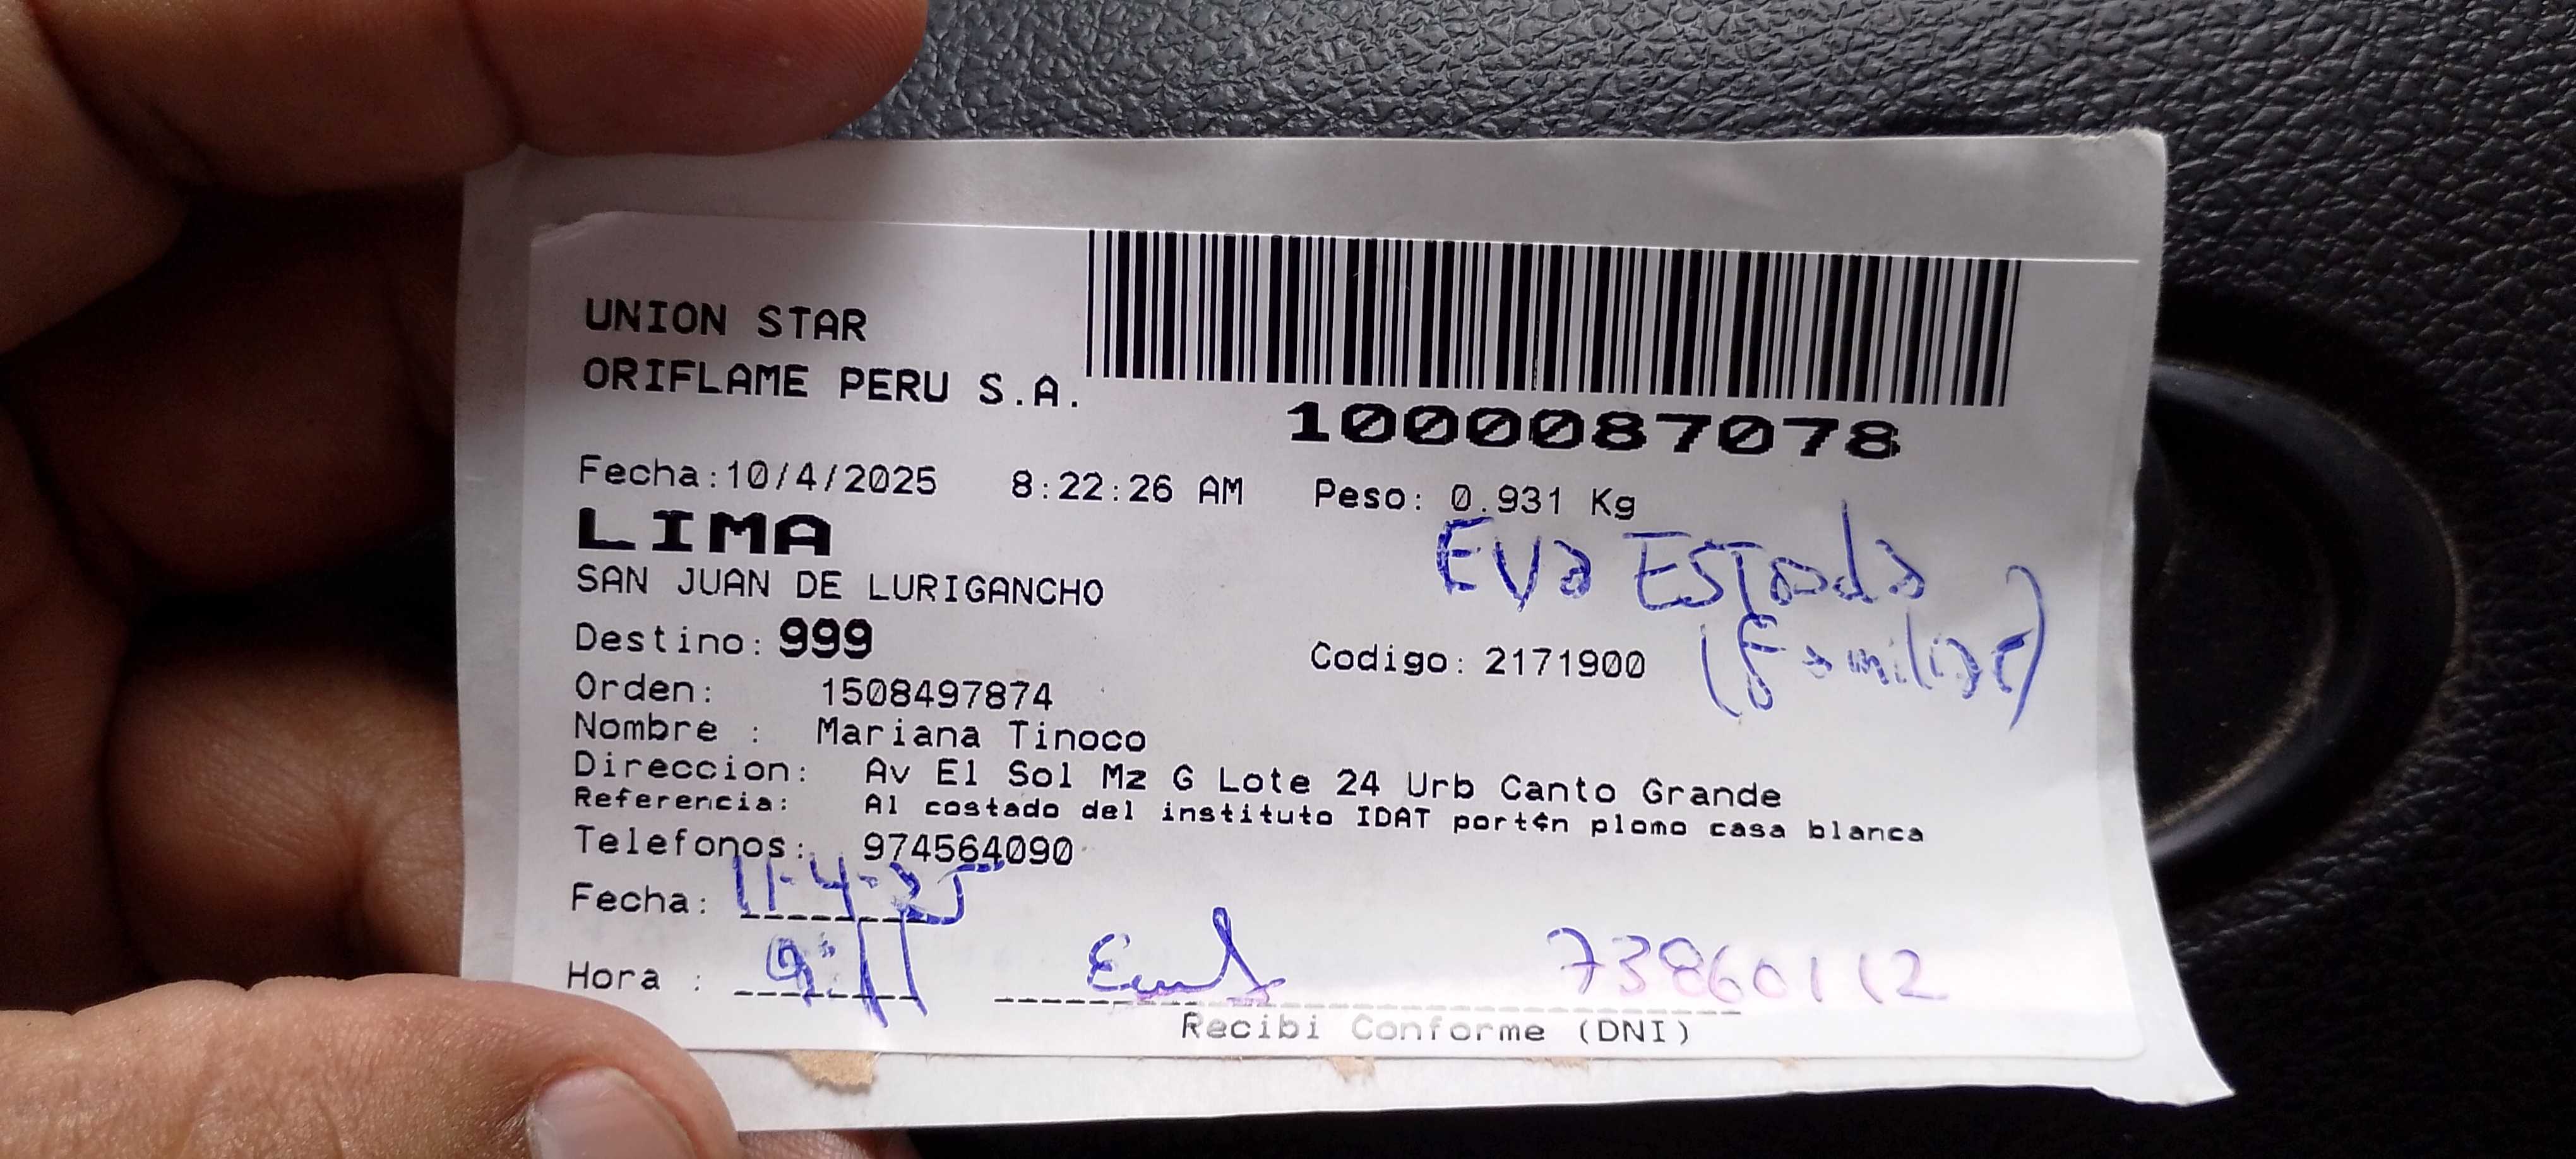 UNION STAR
ORIFLAME PERU S.A.
1000087078
Fecha:10/4/2025 8:22:26 AM Peso: 0.931 Kg
LIMA
EVa ESTrada
SAN JUAN DE LURIGANCHO
(Familiar)
Destino: 999
Codigo: 2171900
Orden: 1508497874
Nombre : Mariana Tinoco
Direccion: Av El Sol Mz G Lote 24 Urb Canto Grande
Referencia: Al costado del instituto IDAT port¢n plomo casa blanca
Telefonos: 974564090
Fecha: 11-4-25
Hora : 9:11
73860112
Recibi Conforme (DNI)